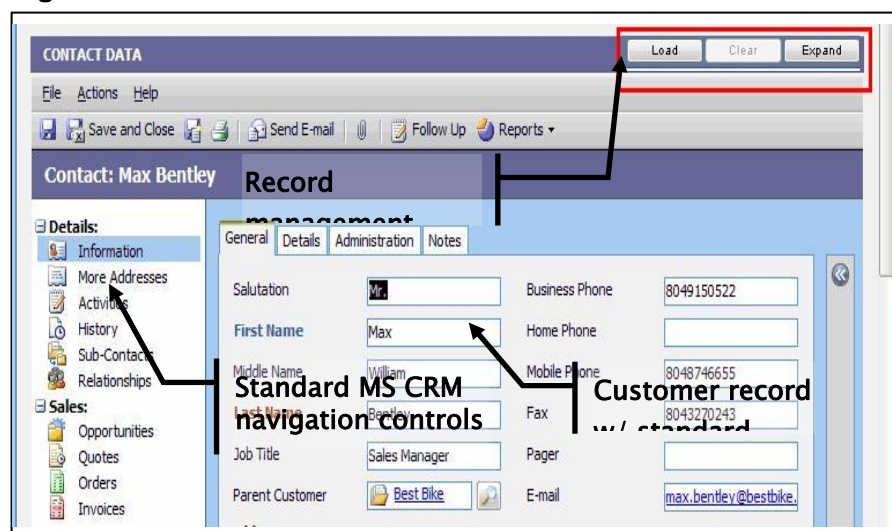 CONTACT DATA
Load Clear Expand
File Actions Help
Save and Close Send E-mail Follow Up Reports
Contact: Max Bentley
Record
management
Details:
Information
More Addresses
Activities
History
Sub-Contacts
Relationships
Sales:
Opportunities
Quotes
Orders
Invoices
General Details Administration Notes
Salutation Mr. Business Phone 8049150522
First Name Max Home Phone
Middle Name William Mobile Phone 8048746655
Last Name Bentley Fax 8043270243
Job Title Sales Manager Pager
Parent Customer Best Bike E-mail max.bentley@bestbike.
Standard MS CRM
navigation controls
Customer record
w/ standard